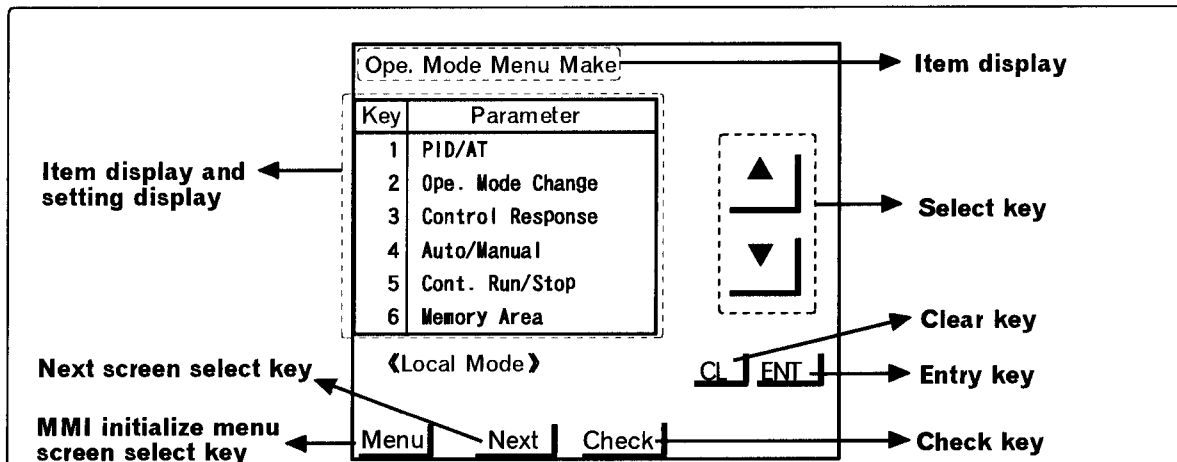 Ope. Mode Menu Make
Item display
Key Parameter
1 PID/AT
2 Ope. Mode Change
3 Control Response
4 Auto/Manual
5 Cont. Run/Stop
6 Memory Area
Item display and
setting display
▲
▼
Select key
Clear key
《Local Mode》
CL ENT
Entry key
Next screen select key
MMI initialize menu
screen select key
Menu Next Check
Check key